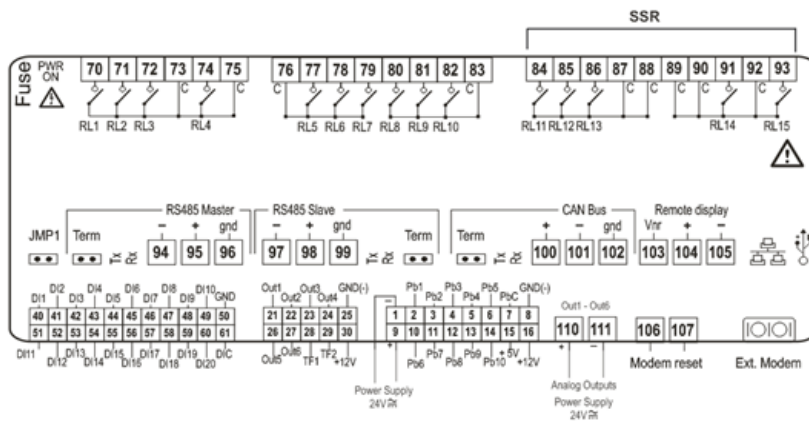 SSR
Fuse PWR ON 70 71 72 73 74 75 76 77 78 79 80 81 82 83 84 85 86 87 88 89 90 91 92 93
C C C C C C C C C
RL1 RL2 RL3 RL4 RL5 RL6 RL7 RL8 RL9 RL10 RL11 RL12 RL13 RL14 RL15
RS485 Master RS485 Slave CAN Bus Remote display
JMP1 Term − + gnd − + gnd Term Term + − gnd Vnr + −
Tx Rx 94 95 96 97 98 99 Tx Rx Tx Rx 100 101 102 103 104 105
DI1 DI2 DI3 DI4 DI5 DI6 DI7 DI8 DI9 DI10 GND Out1 Out2 Out3 Out4 GND(-) Pb1 Pb2 Pb3 Pb4 Pb5 PbC GND(-) Out1 - Out6
40 41 42 43 44 45 46 47 48 49 50 21 22 23 24 25 − 1 2 3 4 5 6 7 8
51 52 53 54 55 56 57 58 59 60 61 26 27 28 29 30 + 9 10 11 12 13 14 15 16
110 111 106 107
DI11 DI12 DI13 DI14 DI15 DI16 DI17 DI18 DI19 DI20 DIC Out5 Out6 TF1 TF2 +12V Pb6 Pb7 Pb8 Pb9 Pb10 + 5V +12V + −
Modem reset Ext. Modem
Power Supply
24V
Analog Outputs
Power Supply
24V